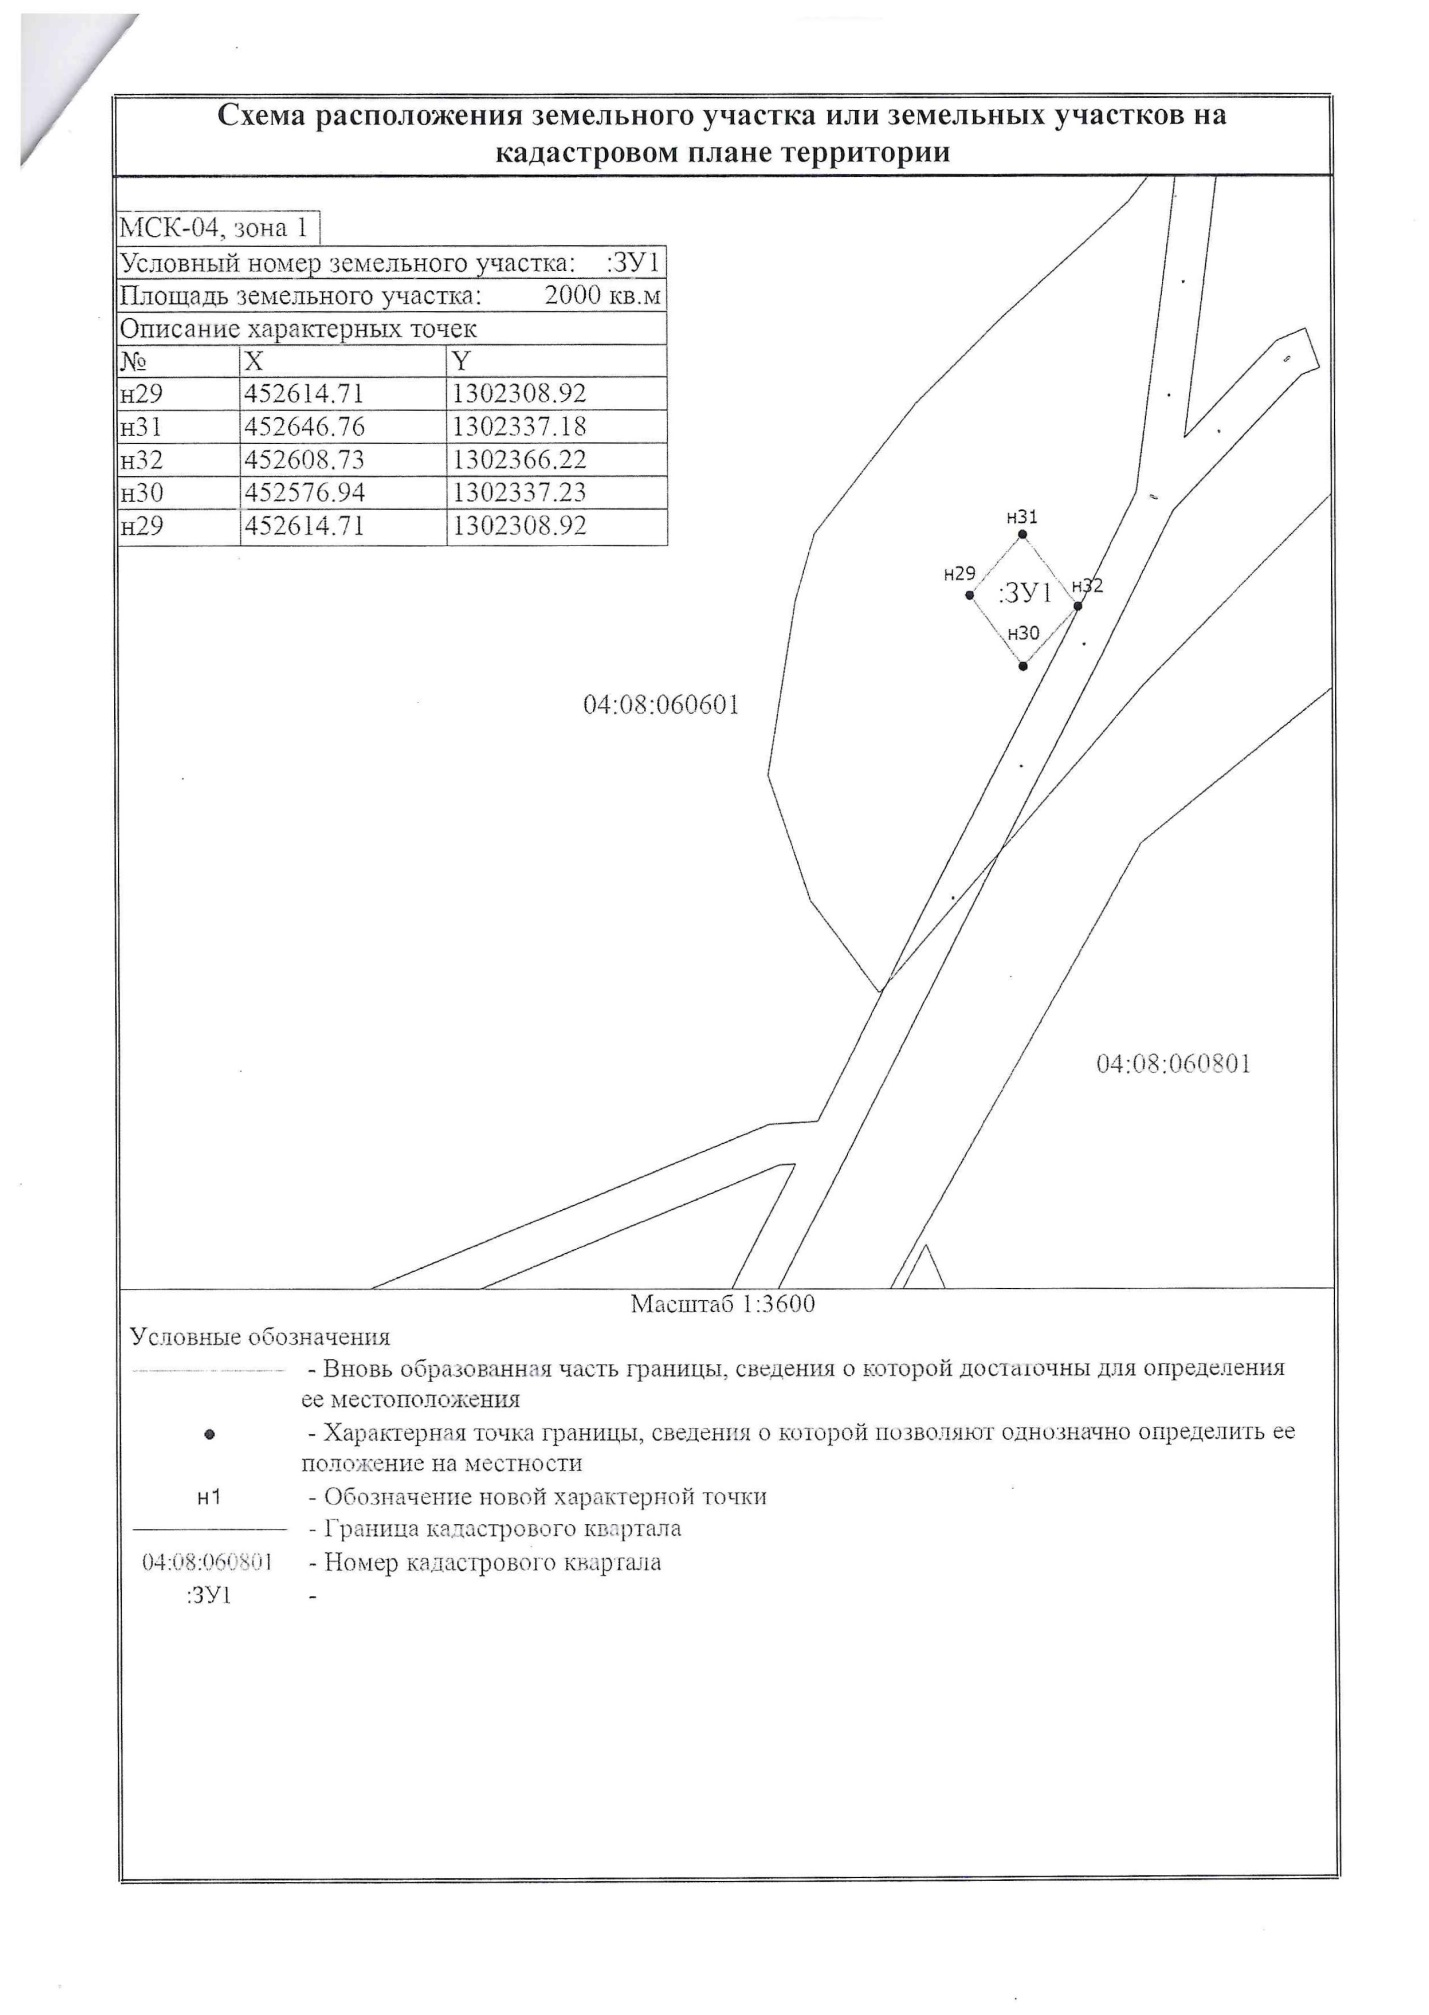 Схема расположения земельного участка или земельных участков на
кадастровом плане территории
МСК-04, зона 1
Условный номер земельного участка: :ЗУ1
Площадь земельного участка: 2000 кв.м
Описание характерных точек
№ X Y
н29 452614.71 1302308.92
н31 452646.76 1302337.18
н32 452608.73 1302366.22
н30 452576.94 1302337.23
н29 452614.71 1302308.92
н31
н29
:ЗУ1
н32
н30
04:08:060601
04:08:060801
Масштаб 1:3600
Условные обозначения
- Вновь образованная часть границы, сведения о которой достаточны для определения
ее местоположения
- Характерная точка границы, сведения о которой позволяют однозначно определить ее
положение на местности
н1 - Обозначение новой характерной точки
- Граница кадастрового квартала
04:08:060801 - Номер кадастрового квартала
:ЗУ1 -